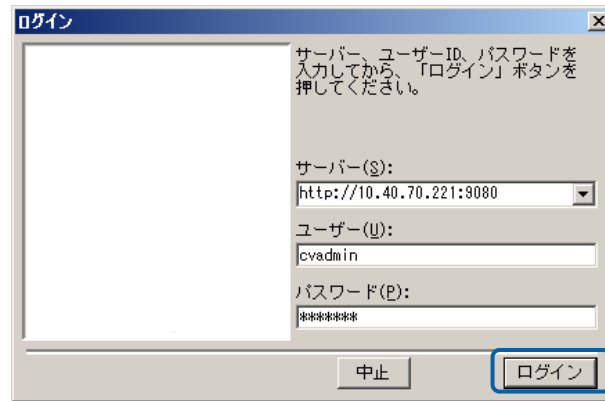 ログイン
サーバー、ユーザーID、パスワードを
入力してから、「ログイン」ボタンを
押してください。
サーバー(S):
http://10.40.70.221:9080
ユーザー(U):
cvadmin
パスワード(P):
*******
中止
ログイン